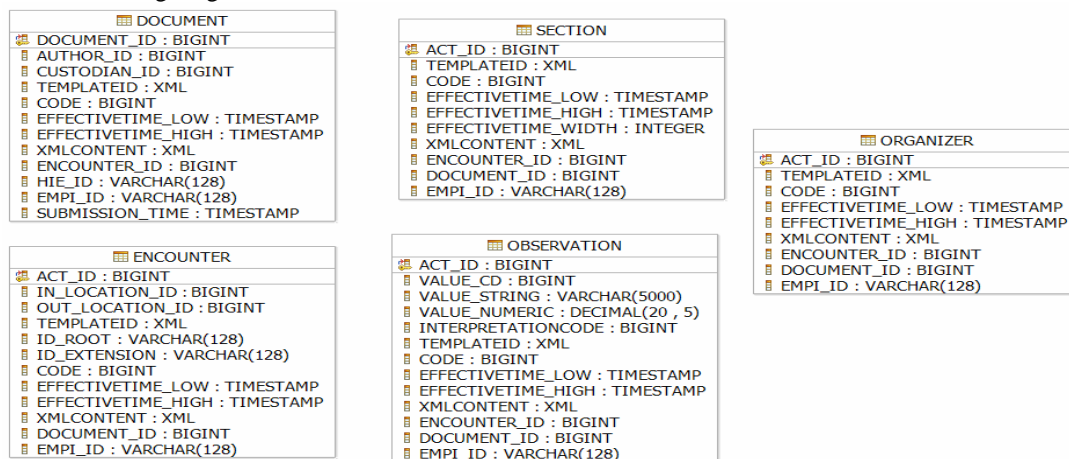 DOCUMENT
DOCUMENT_ID : BIGINT
AUTHOR_ID : BIGINT
CUSTODIAN_ID : BIGINT
TEMPLATEID : XML
CODE : BIGINT
EFFECTIVETIME_LOW : TIMESTAMP
EFFECTIVETIME_HIGH : TIMESTAMP
XMLCONTENT : XML
ENCOUNTER_ID : BIGINT
HIE_ID : VARCHAR(128)
EMPI_ID : VARCHAR(128)
SUBMISSION_TIME : TIMESTAMP
SECTION
ACT_ID : BIGINT
TEMPLATEID : XML
CODE : BIGINT
EFFECTIVETIME_LOW : TIMESTAMP
EFFECTIVETIME_HIGH : TIMESTAMP
EFFECTIVETIME_WIDTH : INTEGER
XMLCONTENT : XML
ENCOUNTER_ID : BIGINT
DOCUMENT_ID : BIGINT
EMPI_ID : VARCHAR(128)
ORGANIZER
ACT_ID : BIGINT
TEMPLATEID : XML
CODE : BIGINT
EFFECTIVETIME_LOW : TIMESTAMP
EFFECTIVETIME_HIGH : TIMESTAMP
XMLCONTENT : XML
ENCOUNTER_ID : BIGINT
DOCUMENT_ID : BIGINT
EMPI_ID : VARCHAR(128)
ENCOUNTER
ACT_ID : BIGINT
IN_LOCATION_ID : BIGINT
OUT_LOCATION_ID : BIGINT
TEMPLATEID : XML
ID_ROOT : VARCHAR(128)
ID_EXTENSION : VARCHAR(128)
CODE : BIGINT
EFFECTIVETIME_LOW : TIMESTAMP
EFFECTIVETIME_HIGH : TIMESTAMP
XMLCONTENT : XML
DOCUMENT_ID : BIGINT
EMPI_ID : VARCHAR(128)
OBSERVATION
ACT_ID : BIGINT
VALUE_CD : BIGINT
VALUE_STRING : VARCHAR(5000)
VALUE_NUMERIC : DECIMAL(20 , 5)
INTERPRETATIONCODE : BIGINT
TEMPLATEID : XML
CODE : BIGINT
EFFECTIVETIME_LOW : TIMESTAMP
EFFECTIVETIME_HIGH : TIMESTAMP
XMLCONTENT : XML
ENCOUNTER_ID : BIGINT
DOCUMENT_ID : BIGINT
EMPI_ID : VARCHAR(128)